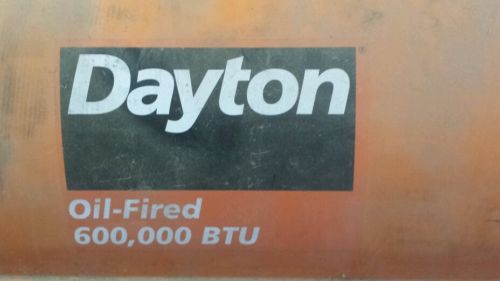 Dayton
Oil-Fired
600,000 BTU